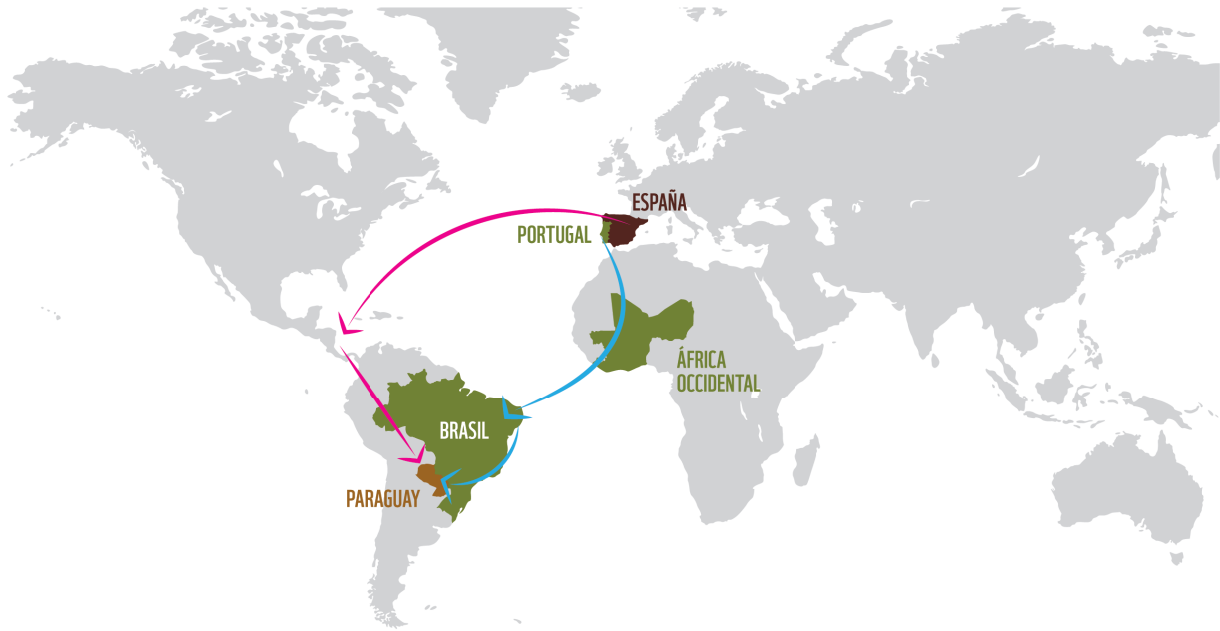 ESPAÑA
PORTUGAL
ÁFRICA
OCCIDENTAL
BRASIL
PARAGUAY